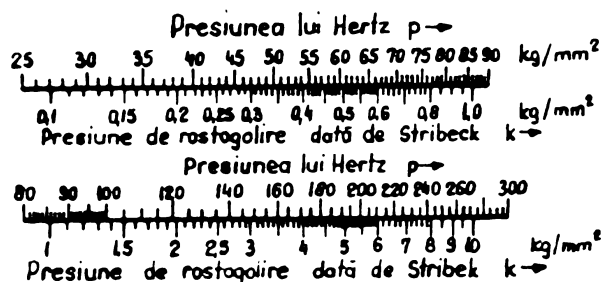 Presiunea lui Hertz p→
25 30 35 40 45 50 55 60 65 70 75 80 85 90 kg/mm²
0,1 0,15 0,2 0,25 0,3 0,4 0,5 0,6 0,8 1,0 kg/mm²
Presiune de rostogolire dată de Stribeck k→
Presiunea lui Hertz p→
80 90 100 120 140 160 180 200 220 240 260 300
1 1.5 2 2,5 3 4 5 6 7 8 9 10 kg/mm²
Presiune de rostogolire dată de Stribek k→